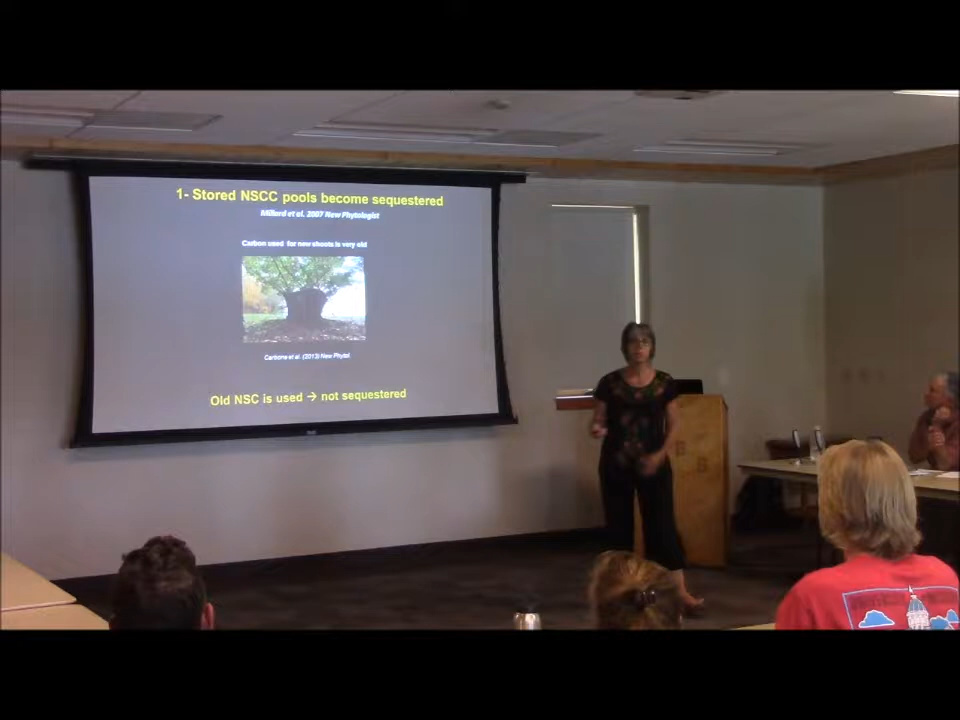 1- Stored NSCC pools become sequestered
Millard et al. 2007 New Phytologist
Carbon used for new shoots is very old
Carbone et al. (2013) New Phytol
Old NSC is used → not sequestered